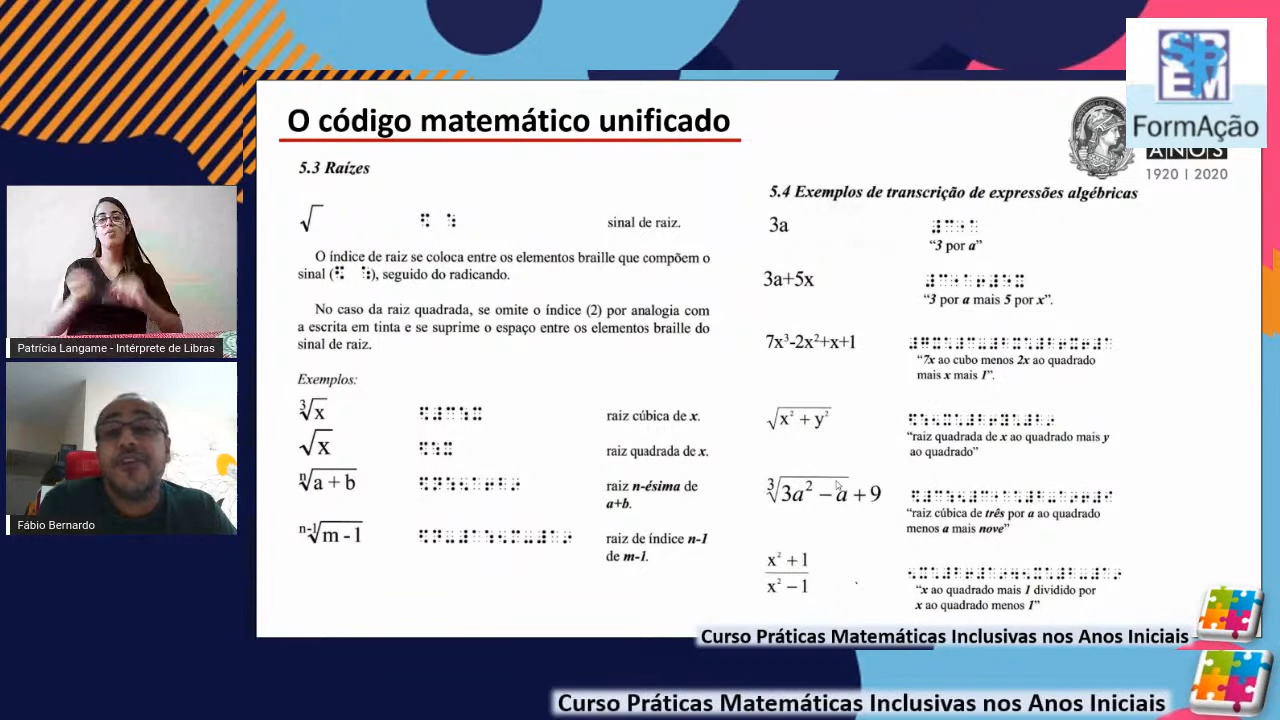 O código matemático unificado
SBEM
FormAção
ANOS
1920 | 2020
5.3 Raízes
√ ⠫ ⠱ sinal de raiz.
O índice de raiz se coloca entre os elementos braille que compõem o
sinal (⠫ ⠱), seguido do radicando.
No caso da raiz quadrada, se omite o índice (2) por analogia com
a escrita em tinta e se suprime o espaço entre os elementos braille do
sinal de raiz.
Exemplos:
∛x raiz cúbica de x.
√x raiz quadrada de x.
ⁿ√a + b raiz n-ésima de
a+b.
ⁿ⁻¹√m - 1 raiz de índice n-1
de m-1.
5.4 Exemplos de transcrição de expressões algébricas
3a
“3 por a”
3a+5x
“3 por a mais 5 por x”.
7x³-2x²+x+1
“7x ao cubo menos 2x ao quadrado
mais x mais 1”.
√x² + y²
“raiz quadrada de x ao quadrado mais y
ao quadrado”
∛3a² − a + 9
“raiz cúbica de três por a ao quadrado
menos a mais nove”
x² + 1
x² − 1
“x ao quadrado mais 1 dividido por
x ao quadrado menos 1”
Patrícia Langame - Intérprete de Libras
Fábio Bernardo
Curso Práticas Matemáticas Inclusivas nos Anos Iniciais -
Curso Práticas Matemáticas Inclusivas nos Anos Iniciais